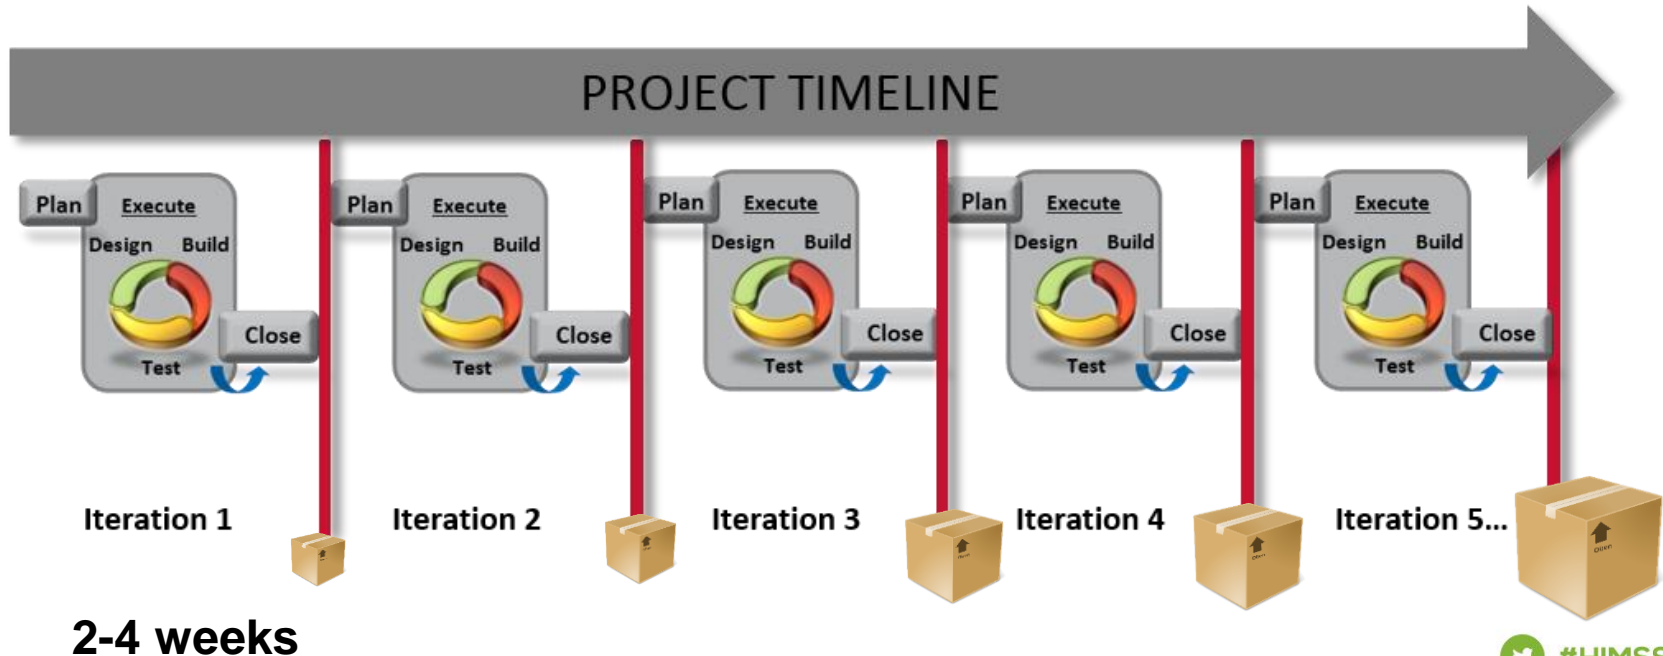 PROJECT TIMELINE
Plan
Execute
Design Build
Test
Close
Plan
Execute
Design Build
Test
Close
Plan
Execute
Design Build
Test
Close
Plan
Execute
Design Build
Test
Close
Plan
Execute
Design Build
Test
Close
Iteration 1
Iteration 2
Iteration 3
Iteration 4
Iteration 5...
2-4 weeks